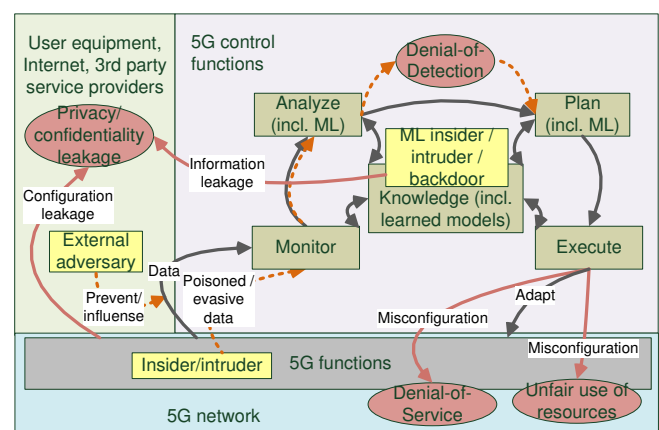 User equipment,
Internet, 3rd party
service providers
5G control
functions
Denial-of-
Detection
Privacy/
confidentiality
leakage
Analyze
(incl. ML)
Plan
(incl. ML)
ML insider /
intruder /
backdoor
Information
leakage
Knowledge (incl.
learned models)
Configuration
leakage
External
adversary
Monitor
Execute
Data
Poisoned /
evasive
data
Prevent/
influense
Adapt
Misconfiguration
Misconfiguration
Insider/intruder
5G functions
Denial-of-
Service
Unfair use of
resources
5G network